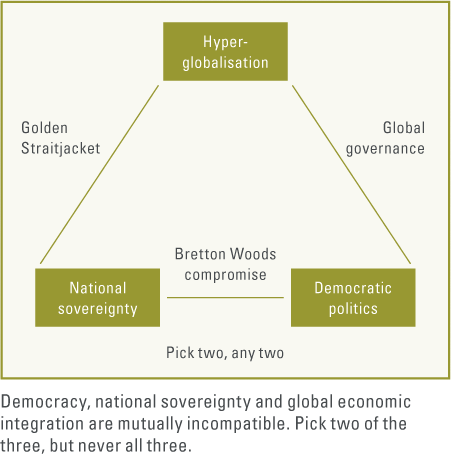 Hyper-
globalisation
Golden
Straitjacket
Global
governance
Bretton Woods
compromise
National
sovereignty
Democratic
politics
Pick two, any two
Democracy, national sovereignty and global economic
integration are mutually incompatible. Pick two of the
three, but never all three.